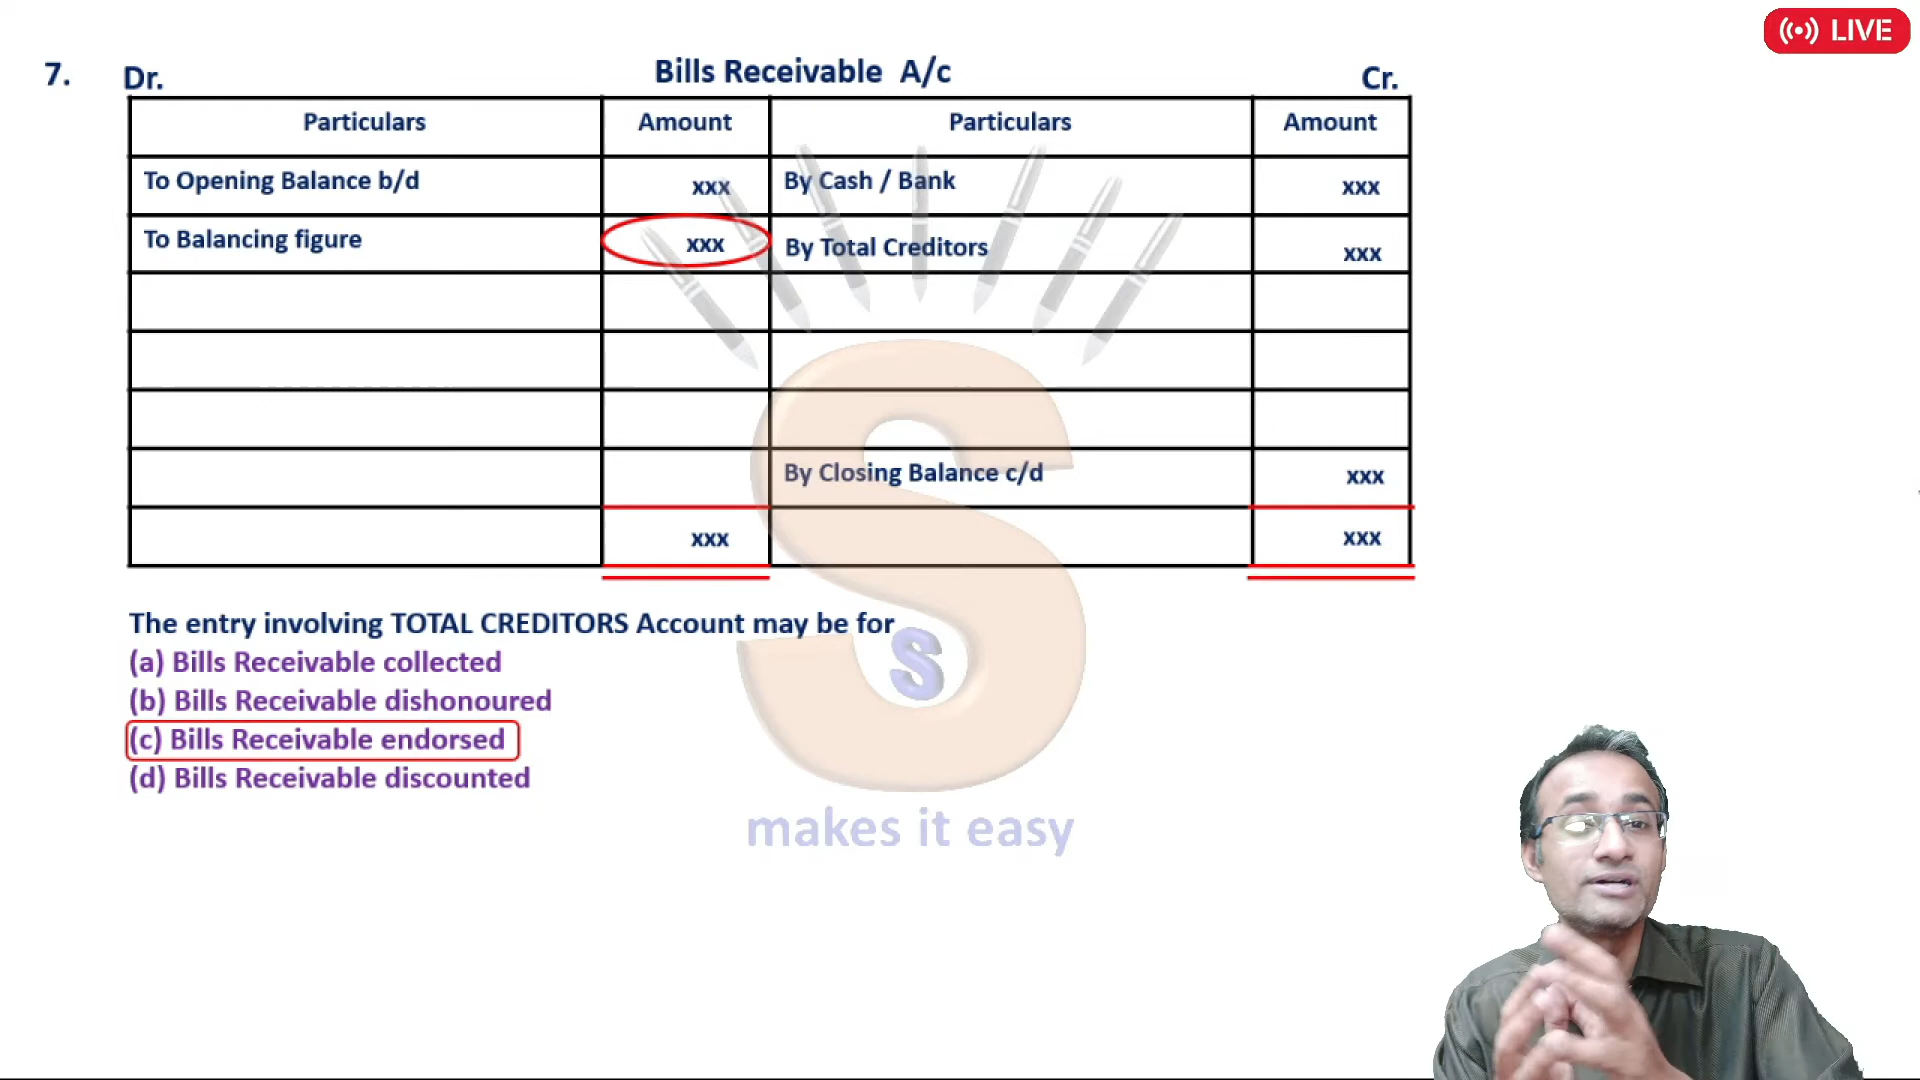 LIVE
7. Dr. Bills Receivable A/c Cr.
Particulars Amount Particulars Amount
To Opening Balance b/d xxx By Cash / Bank xxx
To Balancing figure xxx By Total Creditors xxx
By Closing Balance c/d xxx
xxx xxx
The entry involving TOTAL CREDITORS Account may be for
(a) Bills Receivable collected
(b) Bills Receivable dishonoured
(c) Bills Receivable endorsed
(d) Bills Receivable discounted
S
S
makes it easy